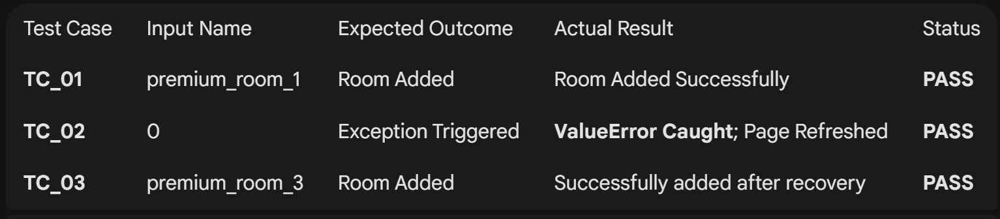 Test Case Input Name Expected Outcome Actual Result Status
TC_01 premium_room_1 Room Added Room Added Successfully PASS
TC_02 0 Exception Triggered ValueError Caught; Page Refreshed PASS
TC_03 premium_room_3 Room Added Successfully added after recovery PASS